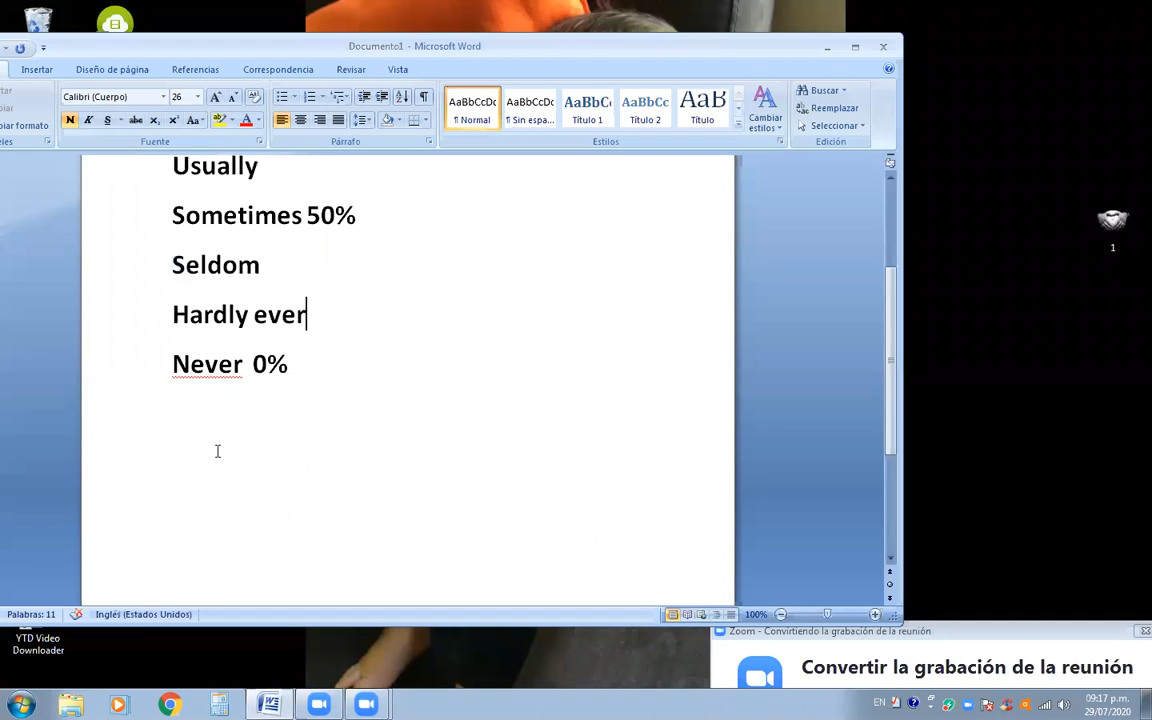 Documento1 - Microsoft Word
Insertar Diseño de página Referencias Correspondencia Revisar Vista
Calibri (Cuerpo) 26
AaBbCcDc AaBbCcDc AaBbC AaBbCc AaB
¶ Normal ¶ Sin espa... Título 1 Título 2 Título
Cambiar estilos
Buscar
Reemplazar
Seleccionar
piar formato
Fuente Párrafo Estilos Edición
Usually
Sometimes 50%
Seldom
Hardly ever
Never 0%
1
Palabras: 11 Inglés (Estados Unidos) 100%
YTD Video
Downloader
Zoom - Convirtiendo la grabación de la reunión
Convertir la grabación de la reunión
EN 09:17 p.m.
29/07/2020